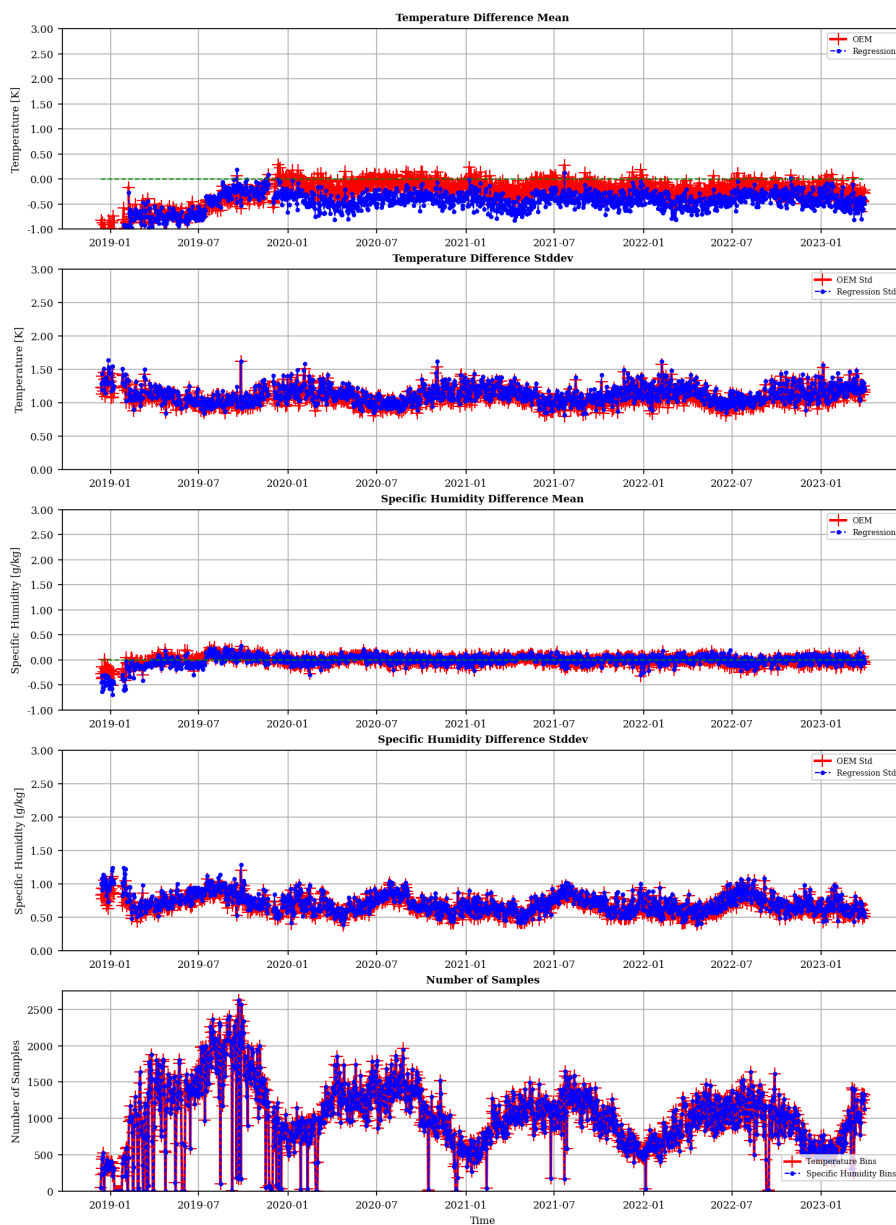 Temperature Difference Mean
3.00
2.50
2.00
1.50
1.00
0.50
0.00
-0.50
-1.00
Temperature [K]
OEM
Regression
2019-01 2019-07 2020-01 2020-07 2021-01 2021-07 2022-01 2022-07 2023-01
Temperature Difference Stddev
3.00
2.50
2.00
1.50
1.00
0.50
0.00
Temperature [K]
OEM Std
Regression Std
2019-01 2019-07 2020-01 2020-07 2021-01 2021-07 2022-01 2022-07 2023-01
Specific Humidity Difference Mean
3.00
2.50
2.00
1.50
1.00
0.50
0.00
-0.50
-1.00
Specific Humidity [g/kg]
OEM
Regression
2019-01 2019-07 2020-01 2020-07 2021-01 2021-07 2022-01 2022-07 2023-01
Specific Humidity Difference Stddev
3.00
2.50
2.00
1.50
1.00
0.50
0.00
Specific Humidity [g/kg]
OEM Std
Regression Std
2019-01 2019-07 2020-01 2020-07 2021-01 2021-07 2022-01 2022-07 2023-01
Number of Samples
2500
2000
1500
1000
500
0
Number of Samples
Temperature Bins
Specific Humidity Bins
2019-01 2019-07 2020-01 2020-07 2021-01 2021-07 2022-01 2022-07 2023-01
Time